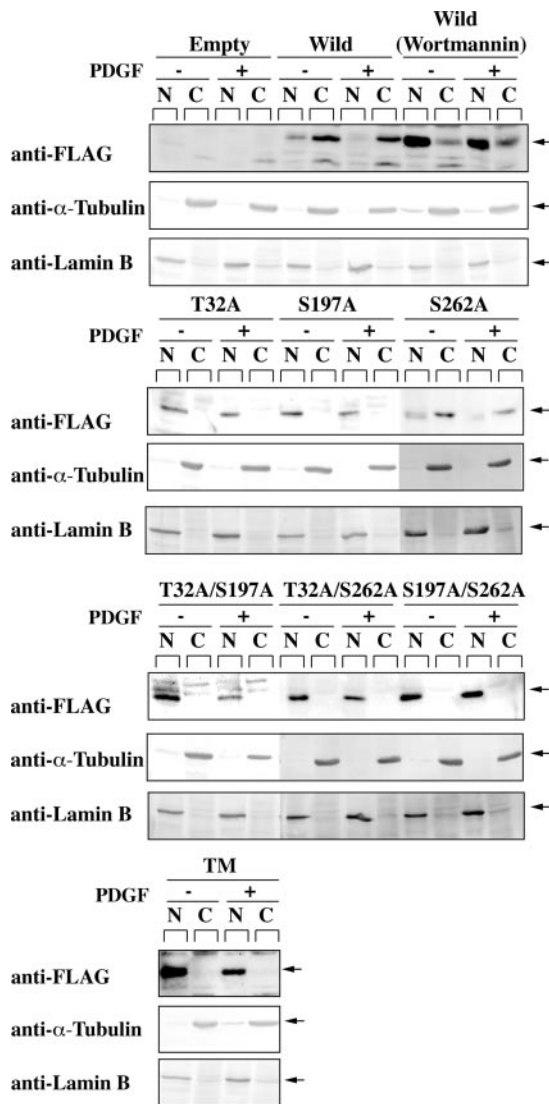 Wild
Empty Wild (Wortmannin)
PDGF - + - + - +
N C N C N C N C N C N C
anti-FLAG
anti-α-Tubulin
anti-Lamin B
T32A S197A S262A
PDGF - + - + - +
N C N C N C N C N C N C
anti-FLAG
anti-α-Tubulin
anti-Lamin B
T32A/S197A T32A/S262A S197A/S262A
PDGF - + - + - +
N C N C N C N C N C N C
anti-FLAG
anti-α-Tubulin
anti-Lamin B
TM
PDGF - +
N C N C
anti-FLAG
anti-α-Tubulin
anti-Lamin B